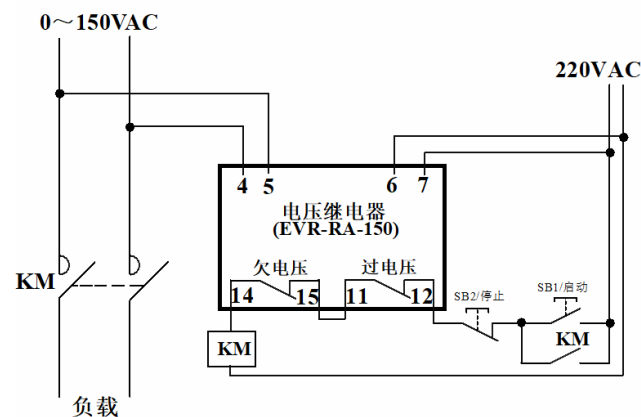 0～150VAC
220VAC
4 5 6 7
电压继电器
(EVR-RA-150)
欠电压 过电压
KM
14 15 11 12
SB2/停止
SB1/启动
KM
KM
负载